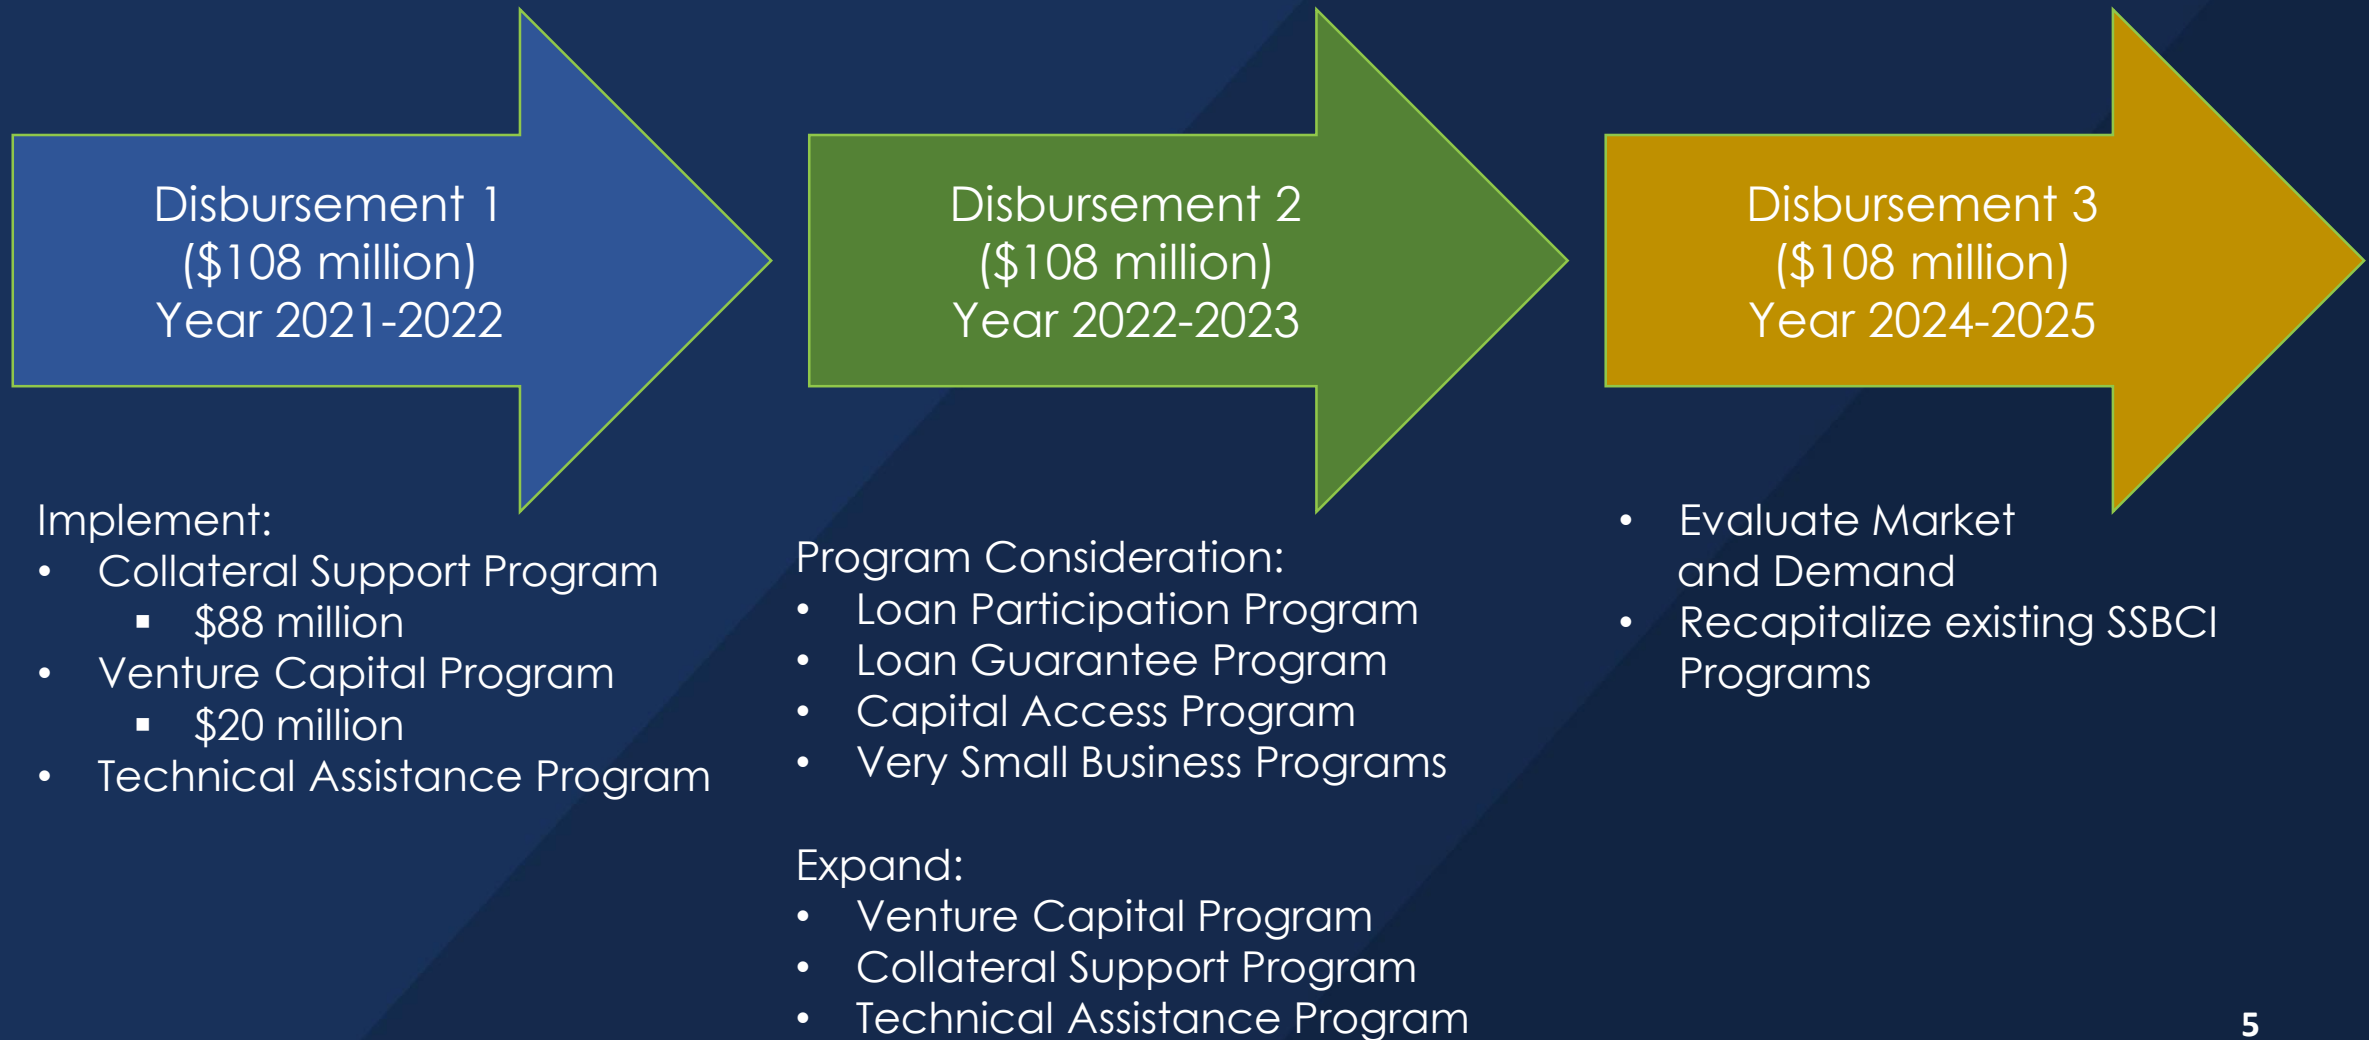 Disbursement 1
($108 million)
Year 2021-2022
Disbursement 2
($108 million)
Year 2022-2023
Disbursement 3
($108 million)
Year 2024-2025
Implement:
• Collateral Support Program
▪ $88 million
• Venture Capital Program
▪ $20 million
• Technical Assistance Program
Program Consideration:
• Loan Participation Program
• Loan Guarantee Program
• Capital Access Program
• Very Small Business Programs
Expand:
• Venture Capital Program
• Collateral Support Program
• Technical Assistance Program
• Evaluate Market
and Demand
• Recapitalize existing SSBCI
Programs
5